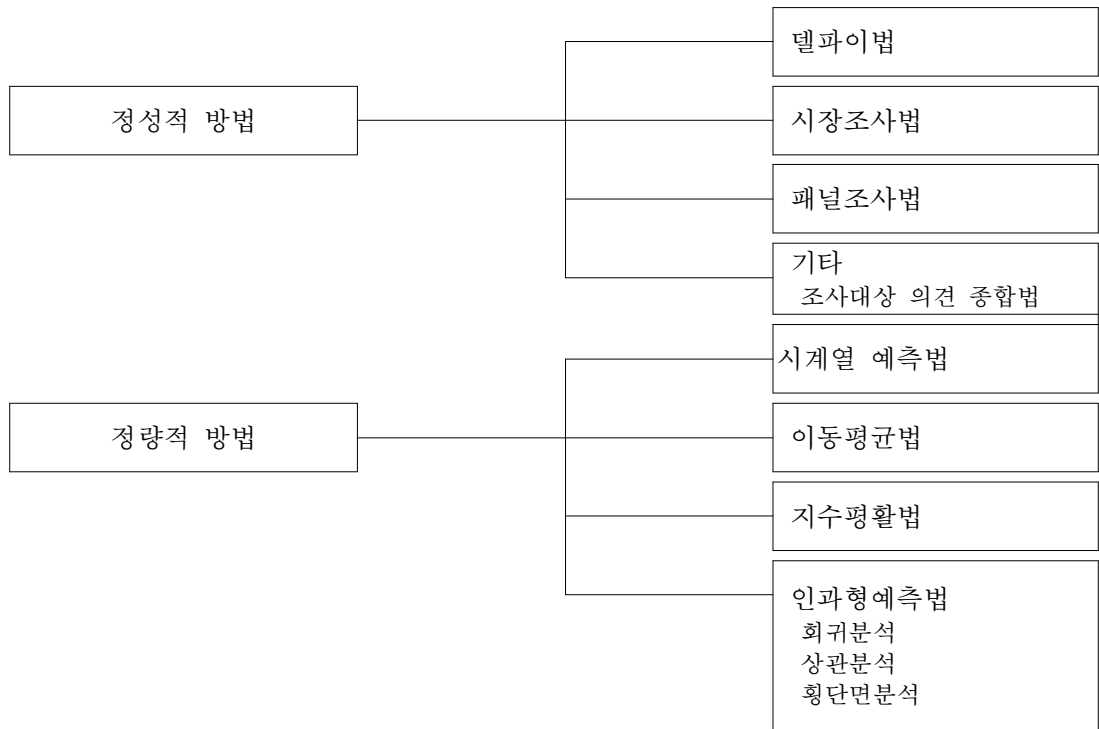 델파이법
정성적 방법
시장조사법
패널조사법
기타
조사대상 의견 종합법
시계열 예측법
정량적 방법
이동평균법
지수평활법
인과형예측법
회귀분석
상관분석
횡단면분석